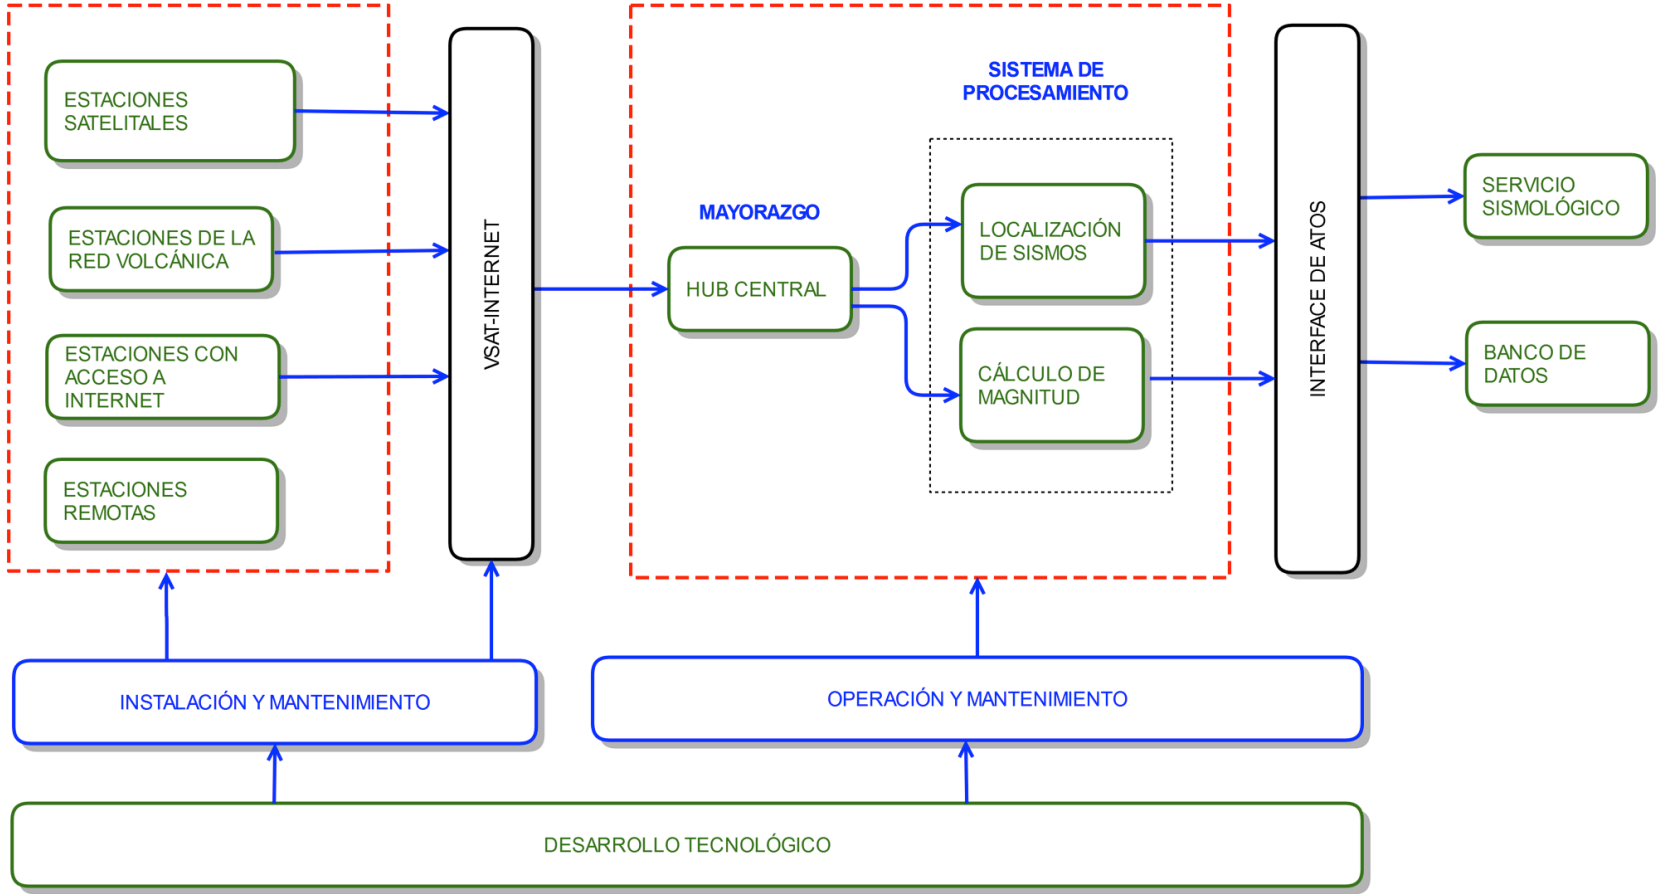 ESTACIONES
SATELITALES
ESTACIONES DE LA
RED VOLCÁNICA
ESTACIONES CON
ACCESO A
INTERNET
ESTACIONES
REMOTAS
VSAT-INTERNET
MAYORAZGO
HUB CENTRAL
SISTEMA DE
PROCESAMIENTO
LOCALIZACIÓN
DE SISMOS
CÁLCULO DE
MAGNITUD
INTERFACE DE ATOS
SERVICIO
SISMOLÓGICO
BANCO DE
DATOS
INSTALACIÓN Y MANTENIMIENTO
OPERACIÓN Y MANTENIMIENTO
DESARROLLO TECNOLÓGICO